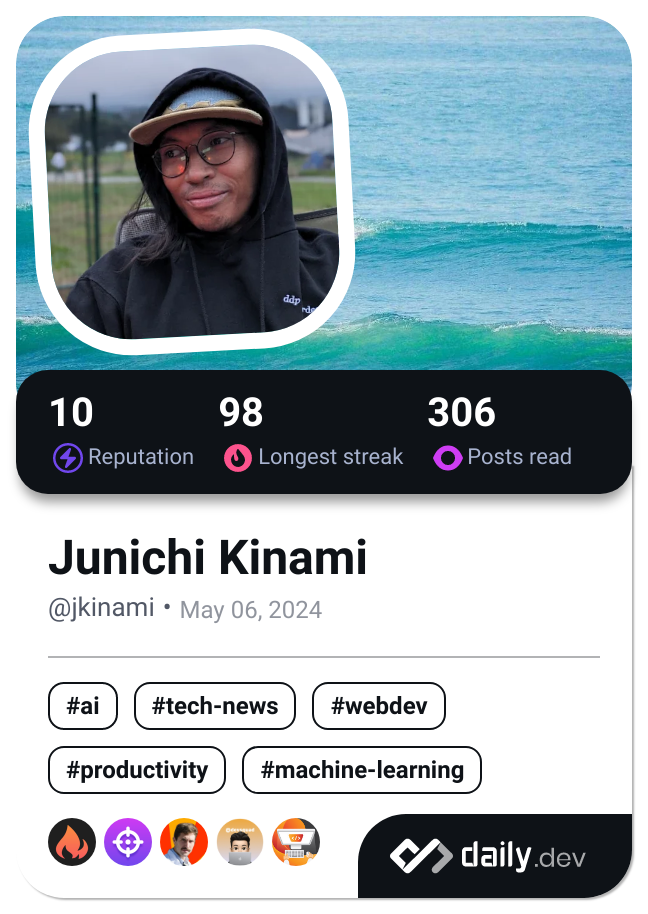 ddp
10 98 306
Reputation Longest streak Posts read
Junichi Kinami
@jkinami • May 06, 2024
#ai #tech-news #webdev
#productivity #machine-learning
daily.dev